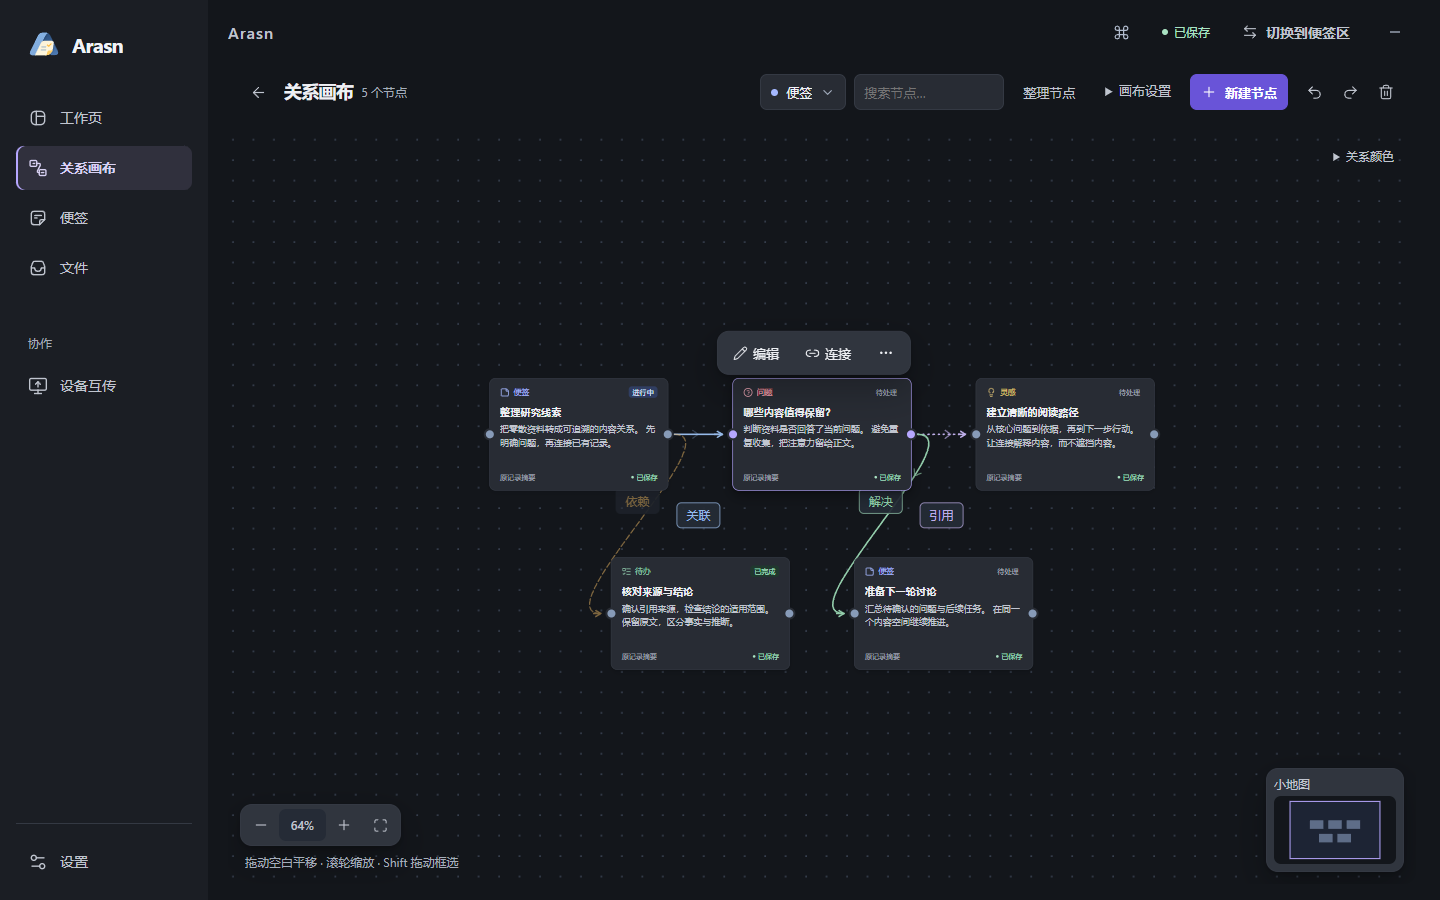 Arasn
工作页
关系画布
便签
文件
协作
设备互传
设置
Arasn
已保存
切换到便签区
关系画布
5 个节点
便签
搜索节点...
整理节点
画布设置
新建节点
关系颜色
编辑
连接
便签
进行中
整理研究线索
把零散资料转成可追溯的内容关系。 先
明确问题，再连接已有记录。
原记录摘要
已保存
问题
待处理
哪些内容值得保留?
判断资料是否回答了当前问题。 避免重
复收集，把注意力留给正文。
原记录摘要
已保存
灵感
待处理
建立清晰的阅读路径
从核心问题到依据，再到下一步行动。
让连接解释内容，而不遮挡内容。
原记录摘要
已保存
依赖
关联
解决
引用
待办
已完成
核对来源与结论
确认引用来源，检查结论的适用范围。
保留原文，区分事实与推断。
原记录摘要
已保存
便签
待处理
准备下一轮讨论
汇总待确认的问题与后续任务。 在同一
个内容空间继续推进。
原记录摘要
已保存
64%
拖动空白平移 · 滚轮缩放 · Shift 拖动框选
小地图